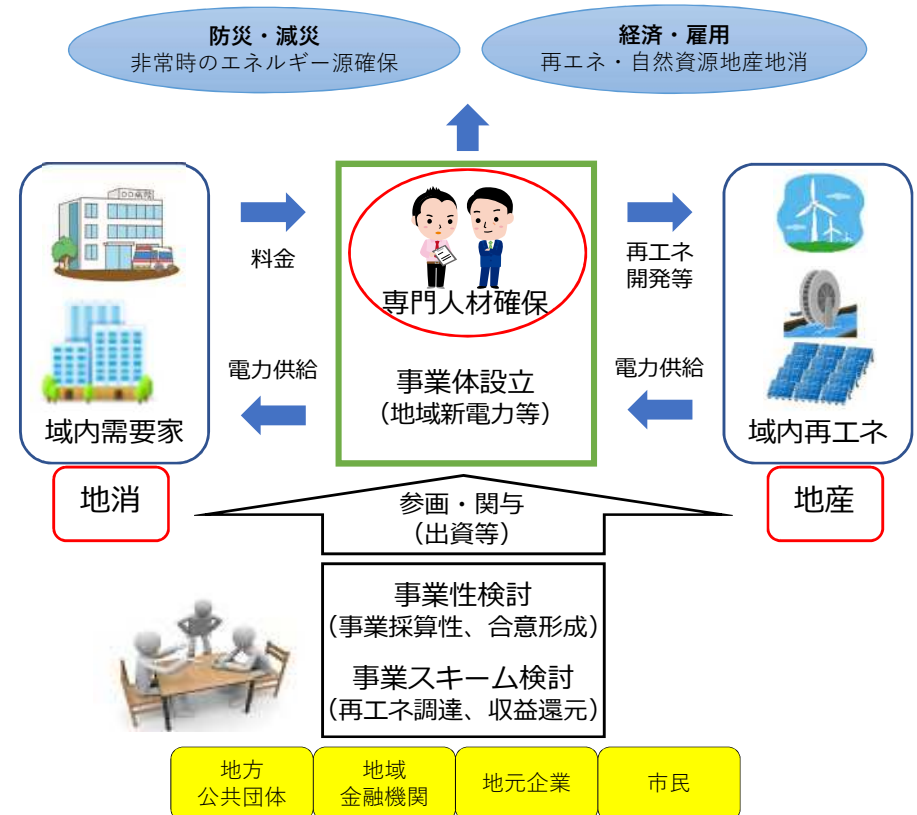 防災・減災
非常時のエネルギー源確保
経済・雇用
再エネ・自然資源地産地消
○○病院
料金
電力供給
域内需要家
地消
専門人材確保
事業体設立
（地域新電力等）
再エネ
開発等
電力供給
域内再エネ
地産
参画・関与
（出資等）
事業性検討
（事業採算性、合意形成）
事業スキーム検討
（再エネ調達、収益還元）
地方
公共団体
地域
金融機関
地元企業
市民